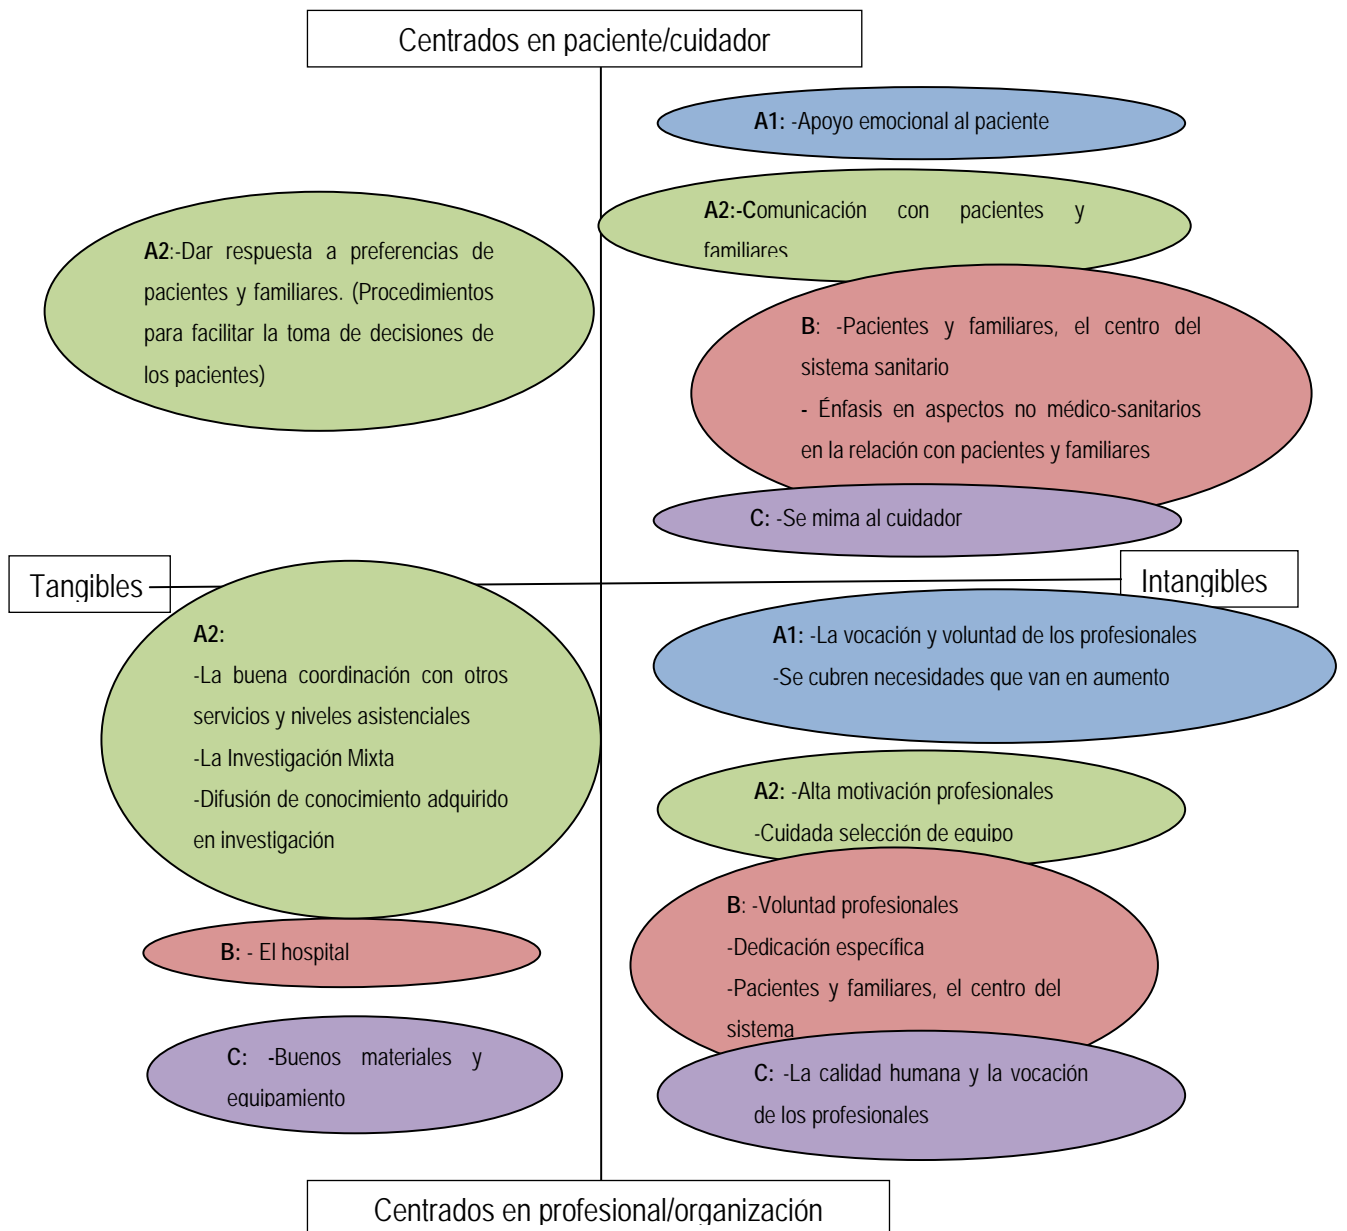 Centrados en paciente/cuidador
A1: -Apoyo emocional al paciente
A2:-Comunicación con pacientes y
familiares
A2:-Dar respuesta a preferencias de
pacientes y familiares. (Procedimientos
para facilitar la toma de decisiones de
los pacientes)
B: -Pacientes y familiares, el centro del
sistema sanitario
- Énfasis en aspectos no médico-sanitarios
en la relación con pacientes y familiares
C: -Se mima al cuidador
Tangibles
Intangibles
A2:
-La buena coordinación con otros
servicios y niveles asistenciales
-La Investigación Mixta
-Difusión de conocimiento adquirido
en investigación
A1: -La vocación y voluntad de los profesionales
-Se cubren necesidades que van en aumento
A2: -Alta motivación profesionales
-Cuidada selección de equipo
B: - El hospital
B: -Voluntad profesionales
-Dedicación específica
-Pacientes y familiares, el centro del
sistema
C: -Buenos materiales y
equipamiento
C: -La calidad humana y la vocación
de los profesionales
Centrados en profesional/organización